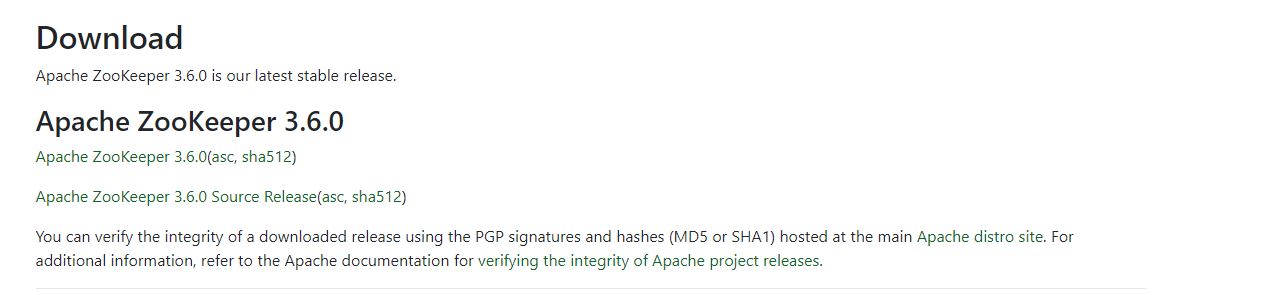 Download
Apache ZooKeeper 3.6.0 is our latest stable release.
Apache ZooKeeper 3.6.0
Apache ZooKeeper 3.6.0(asc, sha512)
Apache ZooKeeper 3.6.0 Source Release(asc, sha512)
You can verify the integrity of a downloaded release using the PGP signatures and hashes (MD5 or SHA1) hosted at the main Apache distro site. For
additional information, refer to the Apache documentation for verifying the integrity of Apache project releases.